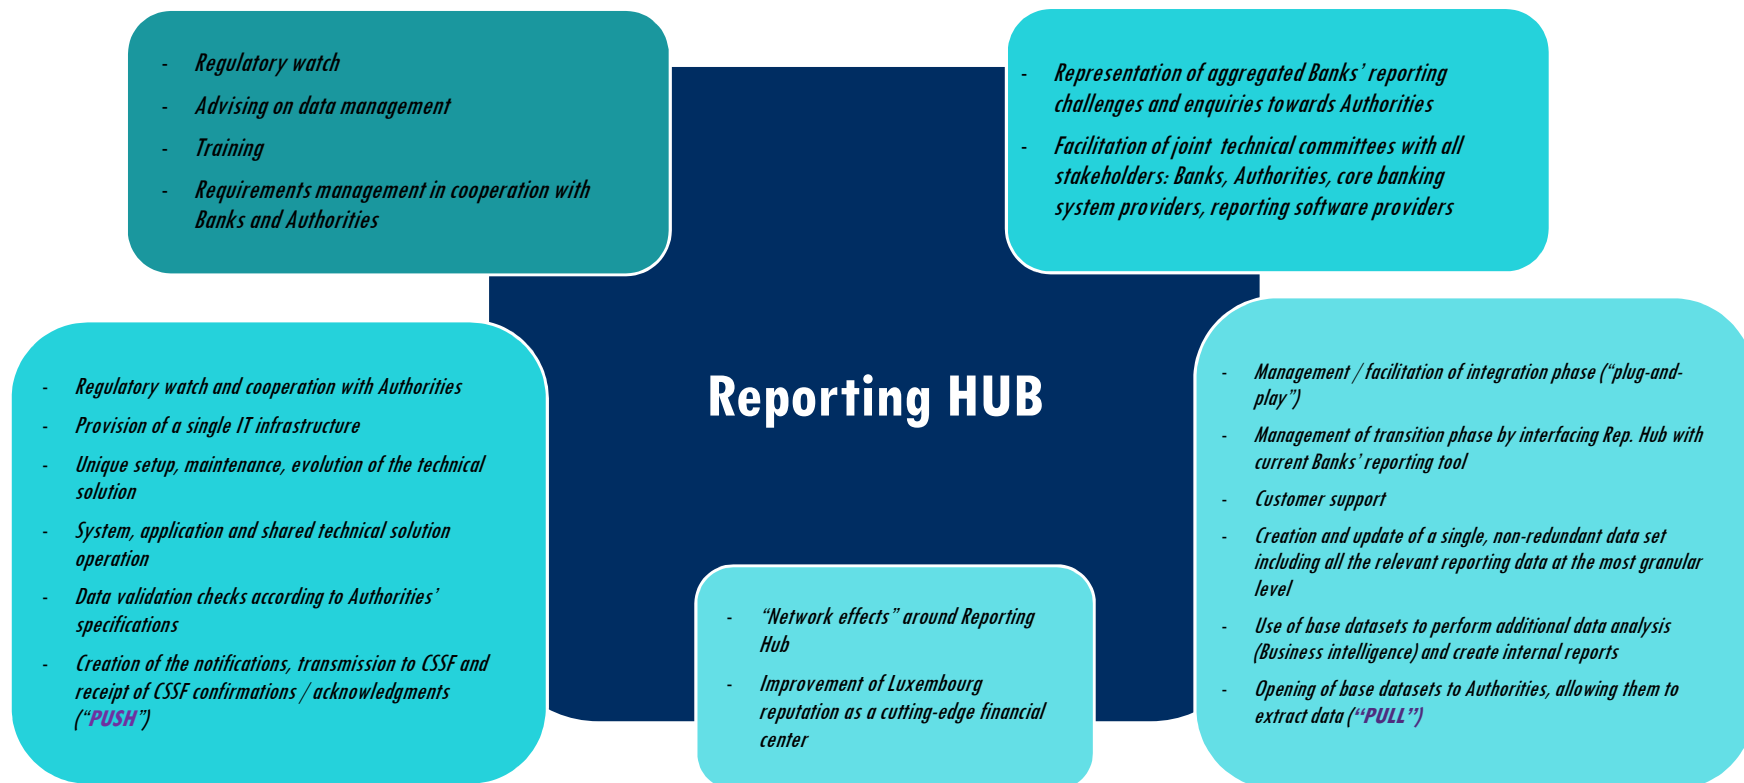 - Regulatory watch
- Advising on data management
- Training
- Requirements management in cooperation with
Banks and Authorities
- Representation of aggregated Banks’ reporting
challenges and enquiries towards Authorities
- Facilitation of joint technical committees with all
stakeholders: Banks, Authorities, core banking
system providers, reporting software providers
Reporting HUB
- Regulatory watch and cooperation with Authorities
- Provision of a single IT infrastructure
- Unique setup, maintenance, evolution of the technical
solution
- System, application and shared technical solution
operation
- Data validation checks according to Authorities’
specifications
- Creation of the notifications, transmission to CSSF and
receipt of CSSF confirmations / acknowledgments
(“PUSH”)
- “Network effects” around Reporting
Hub
- Improvement of Luxembourg
reputation as a cutting-edge financial
center
- Management / facilitation of integration phase (“plug-and-
play”)
- Management of transition phase by interfacing Rep. Hub with
current Banks’ reporting tool
- Customer support
- Creation and update of a single, non-redundant data set
including all the relevant reporting data at the most granular
level
- Use of base datasets to perform additional data analysis
(Business intelligence) and create internal reports
- Opening of base datasets to Authorities, allowing them to
extract data (“PULL”)